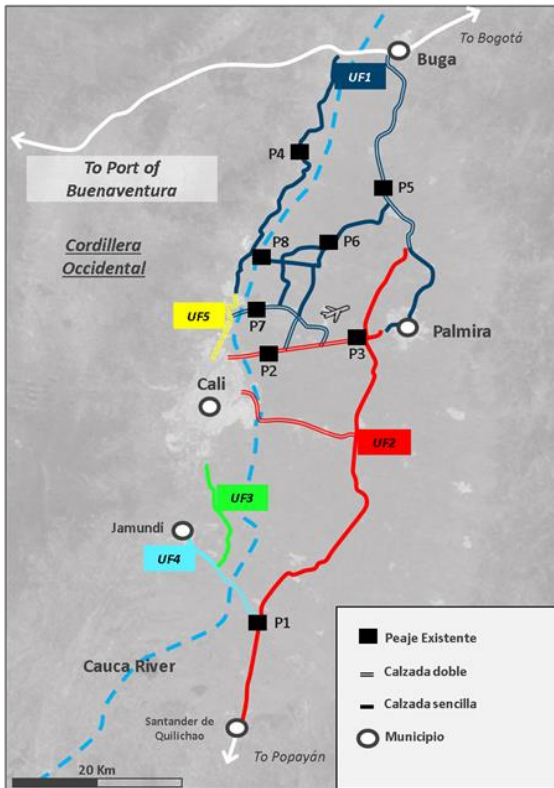 To Bogotá
Buga
UF1
P4
To Port of
Buenaventura
P5
Cordillera
Occidental
P8
P6
UF5
P7
Palmira
P3
P2
Cali
UF2
UF3
Jamundi
UF4
P1
Cauca River
Santander de
Quilichao
To Popayán
20 Km
Peaje Existente
Calzada doble
Calzada sencilla
Municipio